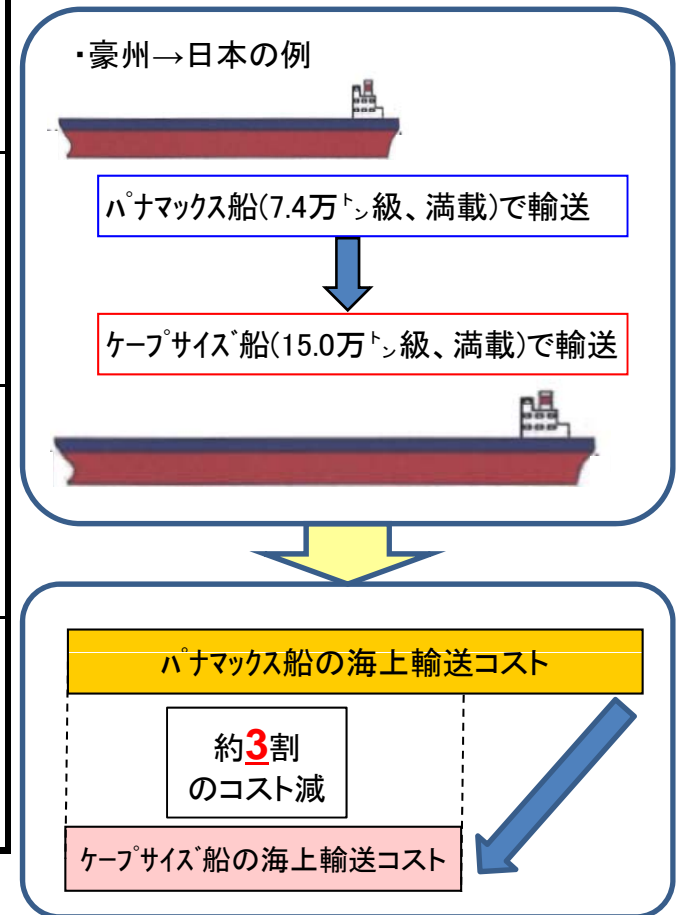 ・豪州→日本の例
ﾊﾟﾅﾏｯｸｽ船(7.4万㌧級、満載)で輸送
ｹｰﾌﾟｻｲｽﾞ船(15.0万㌧級、満載)で輸送
ﾊﾟﾅﾏｯｸｽ船の海上輸送コスト
約3割
のコスト減
ｹｰﾌﾟｻｲｽﾞ船の海上輸送コスト